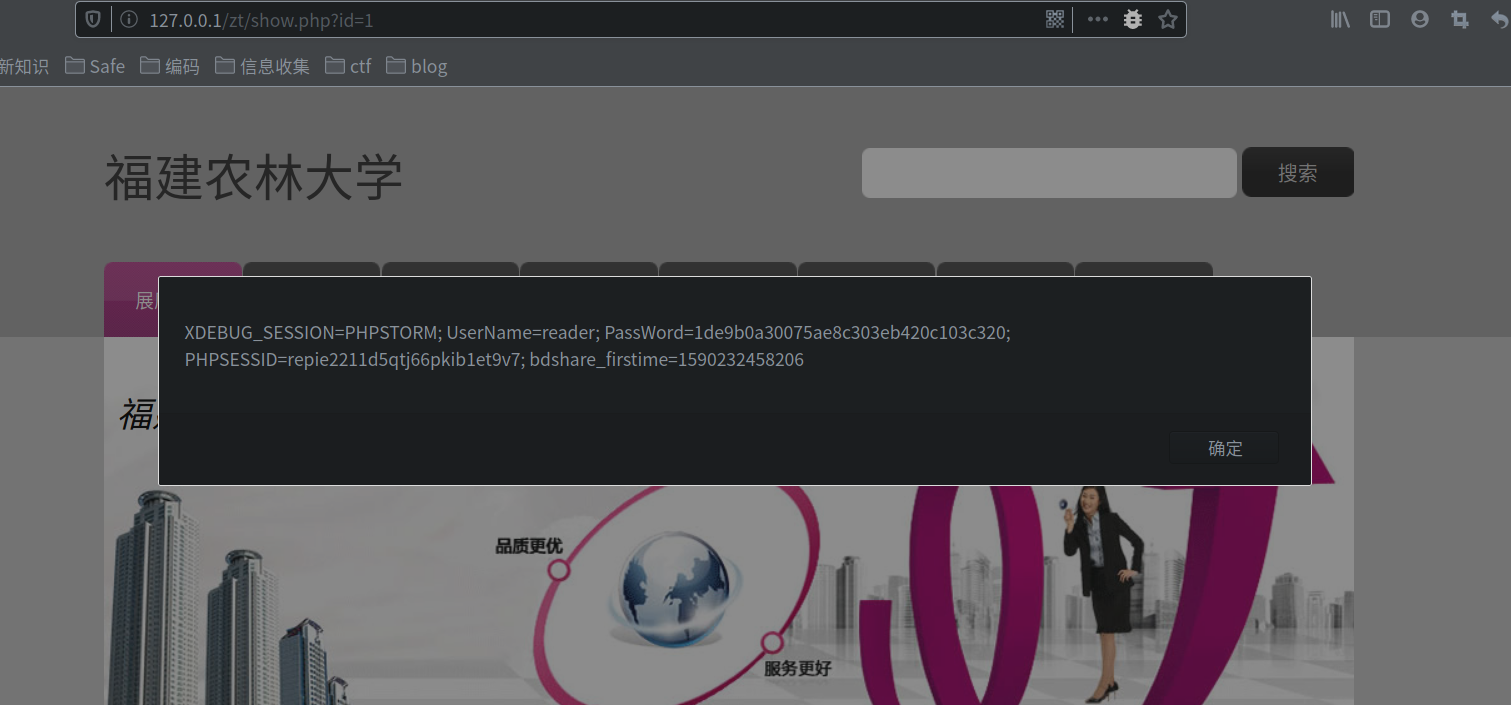 127.0.0.1/zt/show.php?id=1
新知识 Safe 编码 信息收集 ctf blog
福建农林大学
搜索
XDEBUG_SESSION=PHPSTORM; UserName=reader; PassWord=1de9b0a30075ae8c303eb420c103c320;
PHPSESSID=repie2211d5qtj66pkib1et9v7; bdshare_firstime=1590232458206
确定
品质更优
服务更好